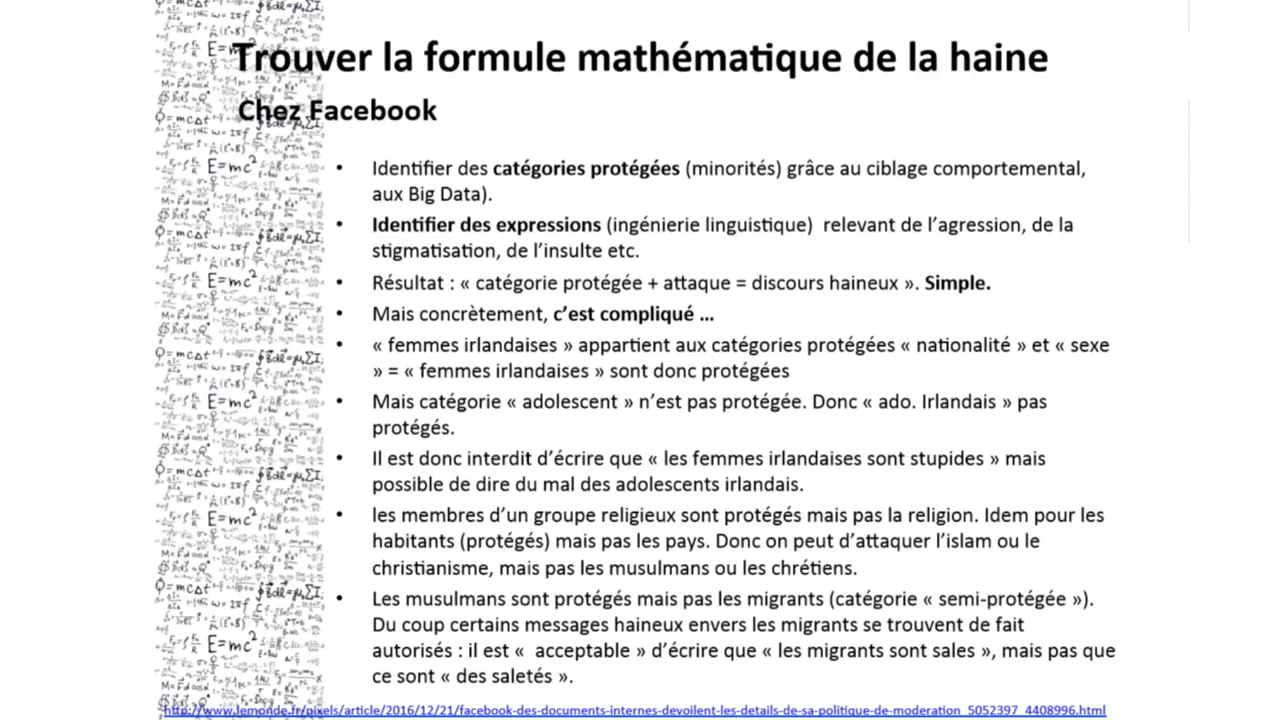 Trouver la formule mathématique de la haine
Chez Facebook
• Identifier des catégories protégées (minorités) grâce au ciblage comportemental,
aux Big Data).
• Identifier des expressions (ingénierie linguistique) relevant de l’agression, de la
stigmatisation, de l’insulte etc.
• Résultat : « catégorie protégée + attaque = discours haineux ». Simple.
• Mais concrètement, c’est compliqué ...
• « femmes irlandaises » appartient aux catégories protégées « nationalité » et « sexe
» = « femmes irlandaises » sont donc protégées
• Mais catégorie « adolescent » n’est pas protégée. Donc « ado. Irlandais » pas
protégés.
• Il est donc interdit d’écrire que « les femmes irlandaises sont stupides » mais
possible de dire du mal des adolescents irlandais.
• les membres d’un groupe religieux sont protégés mais pas la religion. Idem pour les
habitants (protégés) mais pas les pays. Donc on peut d’attaquer l’islam ou le
christianisme, mais pas les musulmans ou les chrétiens.
• Les musulmans sont protégés mais pas les migrants (catégorie « semi-protégée »).
Du coup certains messages haineux envers les migrants se trouvent de fait
autorisés : il est « acceptable » d’écrire que « les migrants sont sales », mais pas que
ce sont « des saletés ».
http://www.lemonde.fr/pixels/article/2016/12/21/facebook-des-documents-internes-devoilent-les-details-de-sa-politique-de-moderation_5052397_4408996.html